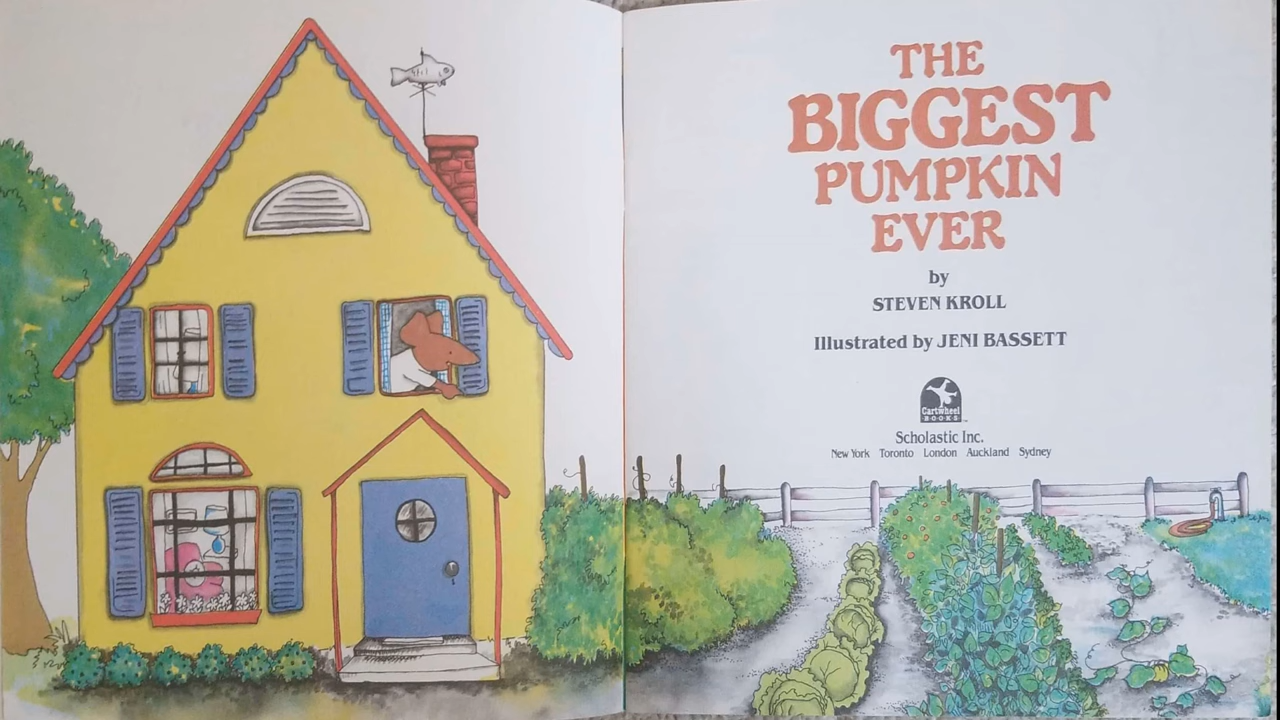 THE
BIGGEST
PUMPKIN
EVER
by
STEVEN KROLL
Illustrated by JENI BASSETT
Cartwheel
BOOKS
Scholastic Inc.
New York Toronto London Auckland Sydney